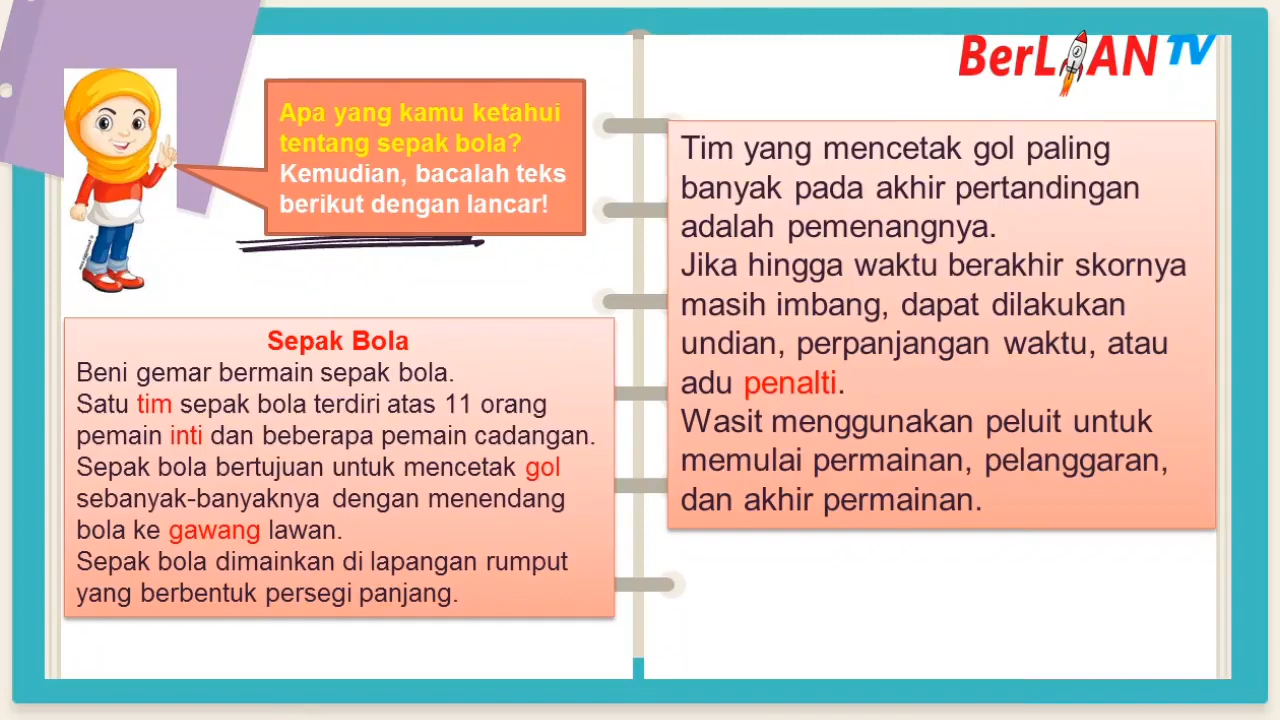 Apa yang kamu ketahui
tentang sepak bola?
Kemudian, bacalah teks
berikut dengan lancar!
Sepak Bola
Beni gemar bermain sepak bola.
Satu tim sepak bola terdiri atas 11 orang
pemain inti dan beberapa pemain cadangan.
Sepak bola bertujuan untuk mencetak gol
sebanyak-banyaknya dengan menendang
bola ke gawang lawan.
Sepak bola dimainkan di lapangan rumput
yang berbentuk persegi panjang.
BerLIAN TV
Tim yang mencetak gol paling
banyak pada akhir pertandingan
adalah pemenangnya.
Jika hingga waktu berakhir skornya
masih imbang, dapat dilakukan
undian, perpanjangan waktu, atau
adu penalti.
Wasit menggunakan peluit untuk
memulai permainan, pelanggaran,
dan akhir permainan.